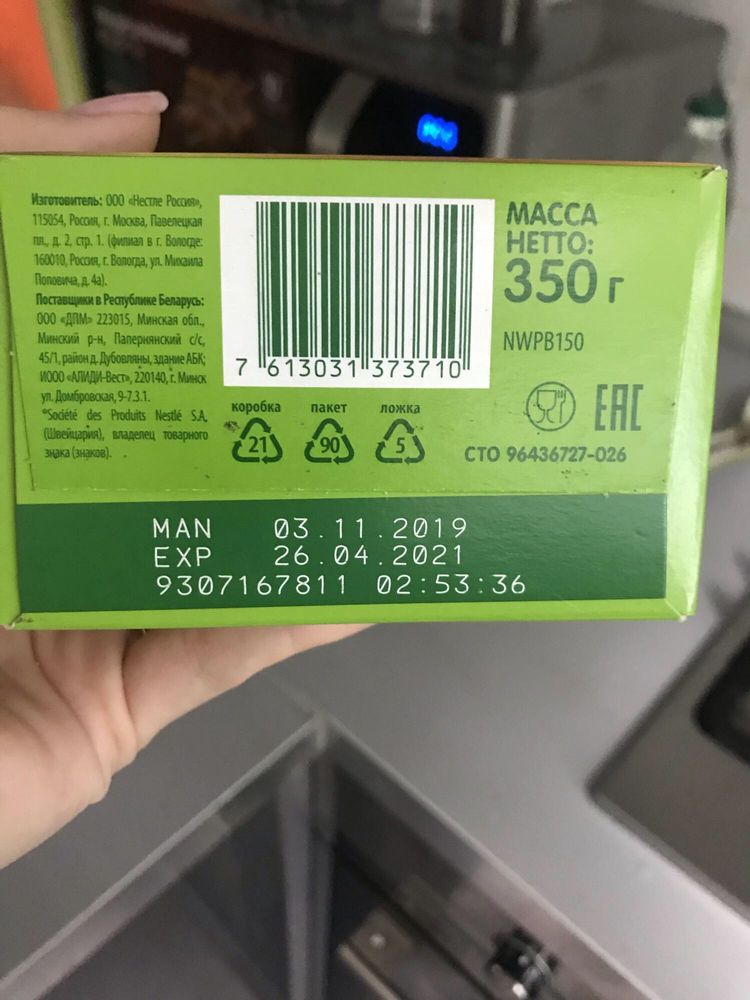 Изготовитель: ООО «Нестле Россия»,
115054, Россия, г. Москва, Павелецкая
пл., д. 2, стр. 1. (филиал в г. Вологде:
160010, Россия, г. Вологда, ул. Михаила
Поповича, д. 4а).
Поставщики в Республике Беларусь:
ООО «ДПМ» 223015, Минская обл.,
Минский р-н, Папернянский с/с,
45/1, район д. Дубовляны, здание АБК;
ИООО «АЛИДИ-Вест», 220140, г. Минск
ул. Домбровская, 9-7.3.1.
*Société des Produits Nestlé S.A.,
(Швейцария), владелец товарного
знака (знаков).
7 613031 373710
МАССА
НЕТТО:
350 г
NWPB150
коробка пакет ложка
21 90 5
EAC
СТО 96436727-026
MAN 03.11.2019
EXP 26.04.2021
9307167811 02:53:36